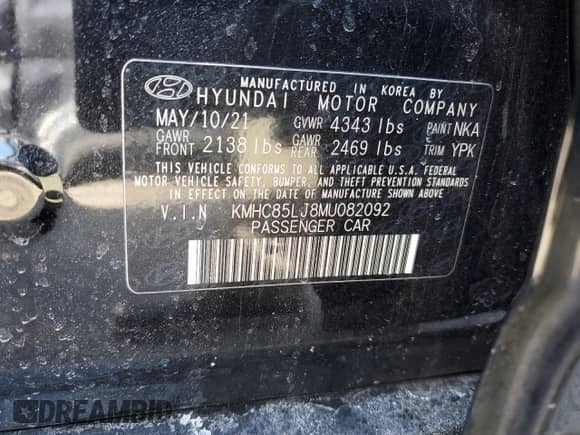 MANUFACTURED IN KOREA BY
HYUNDAI MOTOR COMPANY
MAY/10/21 GVWR 4343 lbs PAINT NKA
GAWR FRONT 2138 lbs GAWR REAR 2469 lbs TRIM YPK
THIS VEHICLE CONFORMS TO ALL APPLICABLE U.S.A. FEDERAL
MOTOR VEHICLE SAFETY, BUMPER, AND THEFT PREVENTION STANDARDS
IN EFFECT ON THE DATE OF MANUFACTURE SHOWN ABOVE
V.I.N KMHC85LJ8MU082092
PASSENGER CAR
DREAMBID